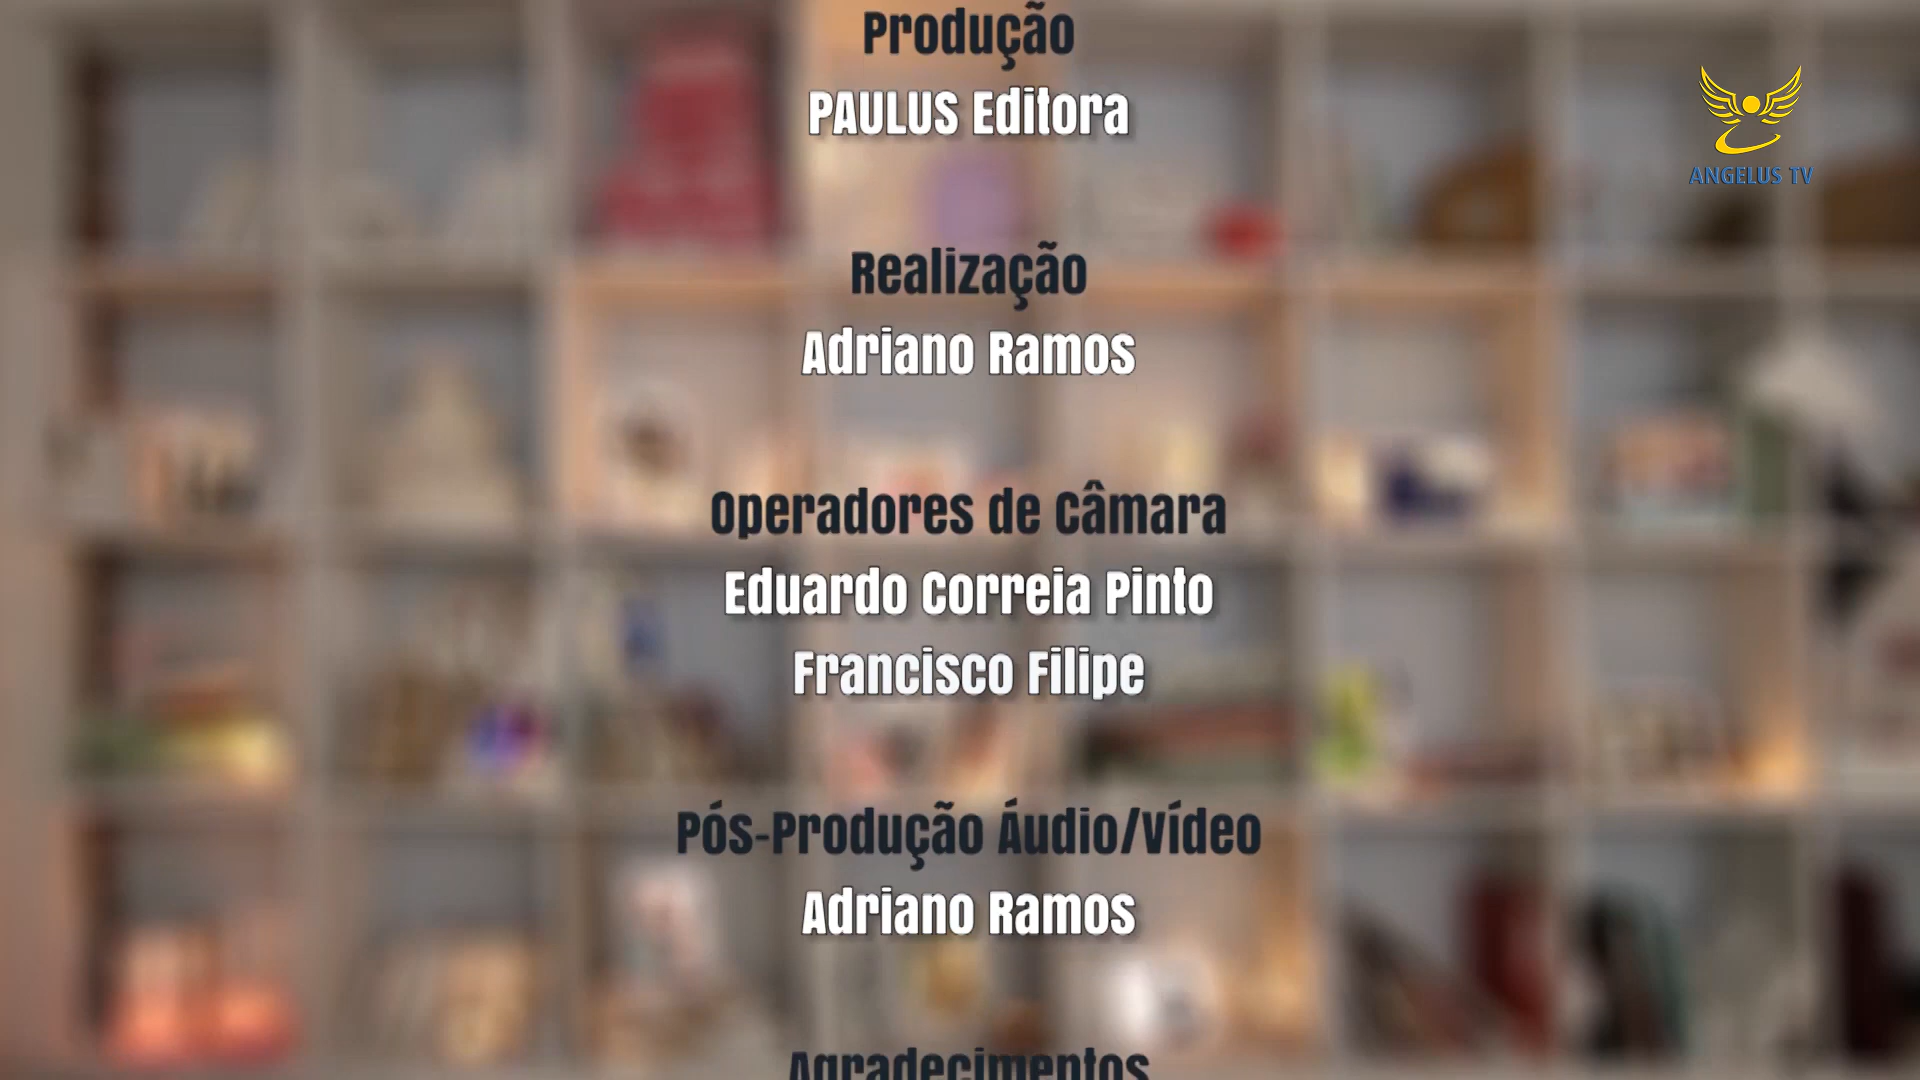 Produção
PAULUS Editora
ANGELUS TV
Realização
Adriano Ramos
Operadores de Câmara
Eduardo Correia Pinto
Francisco Filipe
Pós-Produção Áudio/Vídeo
Adriano Ramos
Agradecimentos